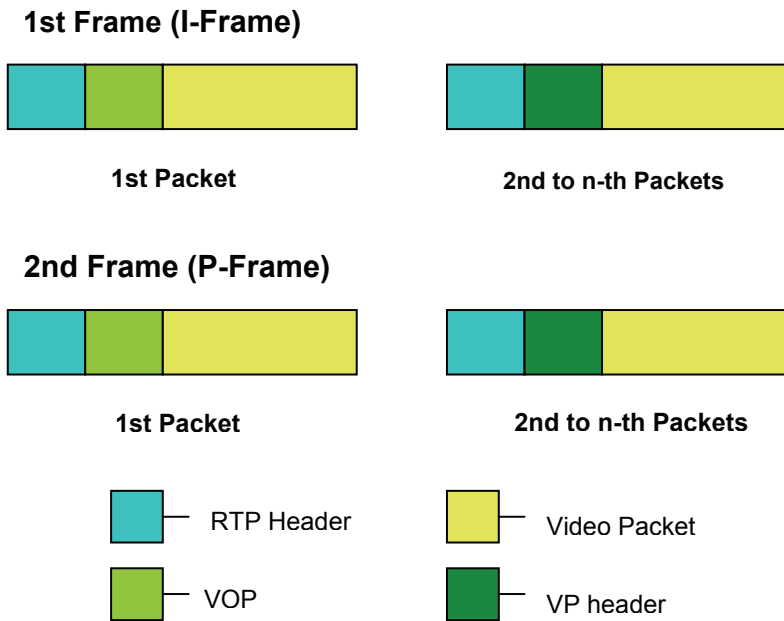 1st Frame (I-Frame)
1st Packet
2nd to n-th Packets
2nd Frame (P-Frame)
1st Packet
2nd to n-th Packets
RTP Header
Video Packet
VOP
VP header